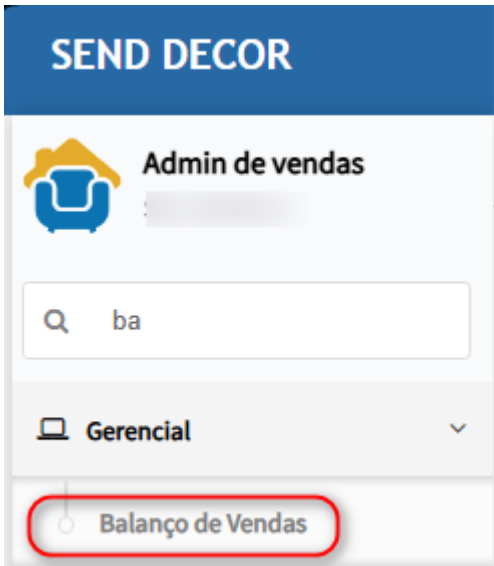 SEND DECOR
Admin de vendas
ba
Gerencial
Balanço de Vendas